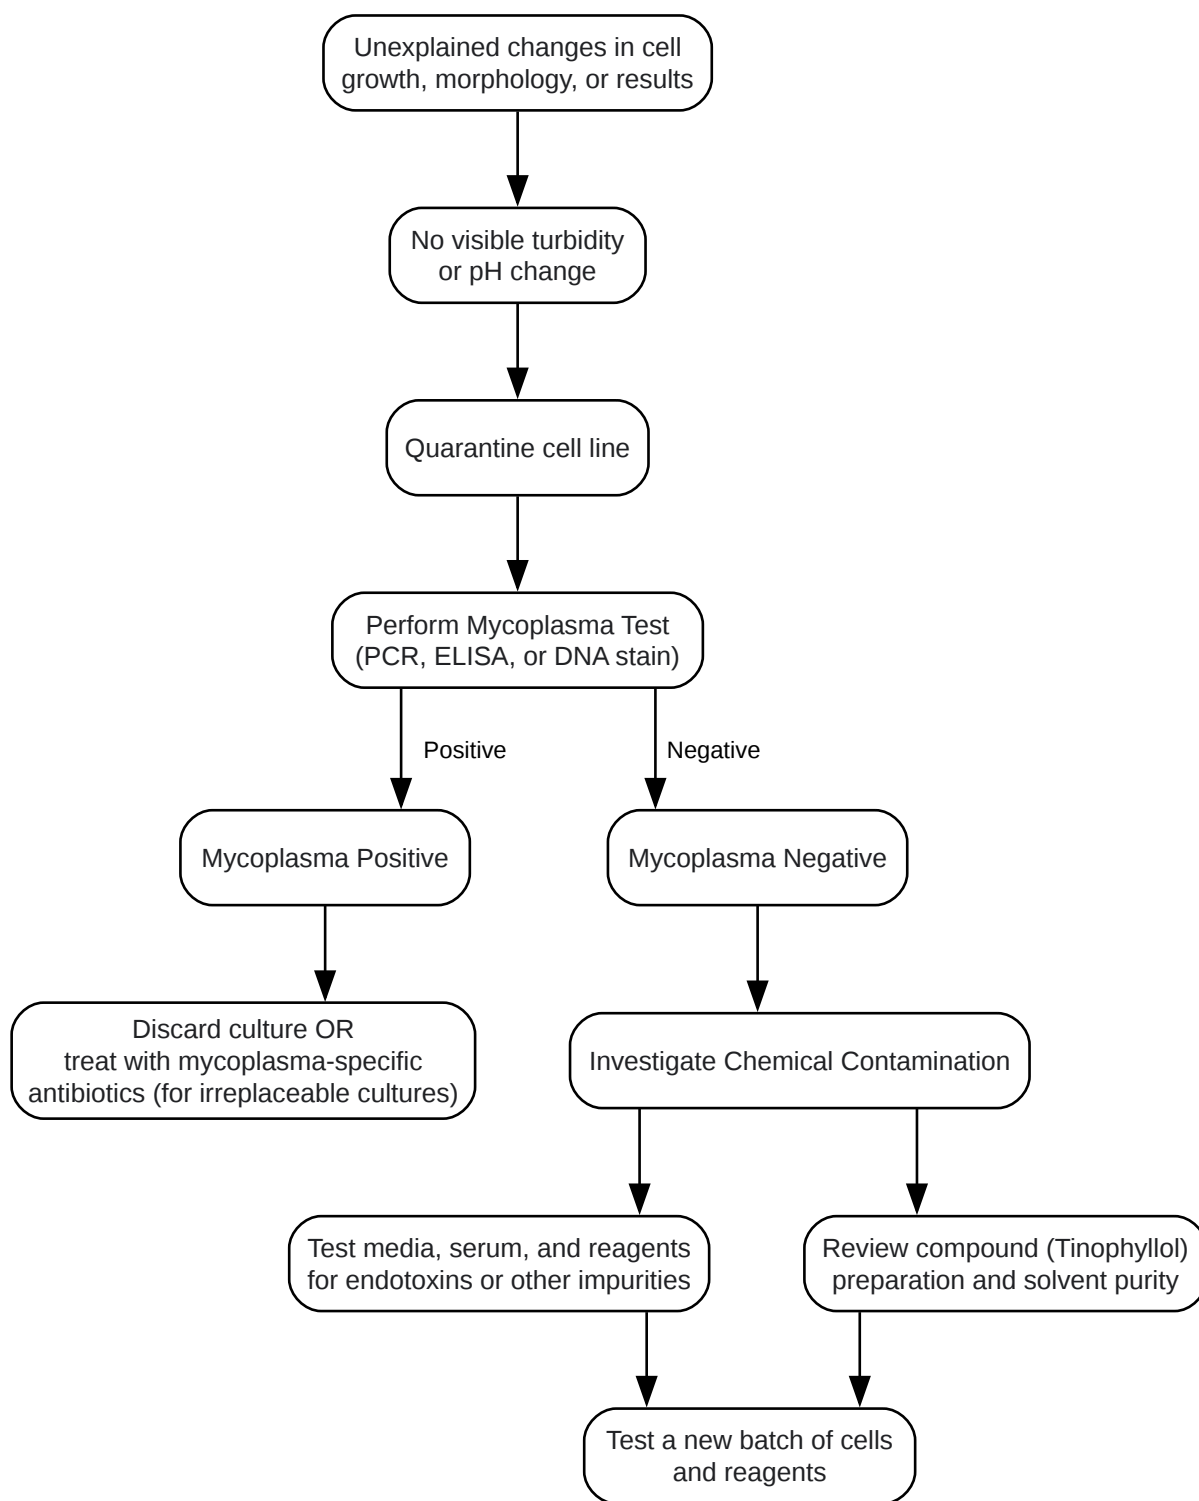 Unexplained changes in cell
growth, morphology, or results
No visible turbidity
or pH change
Quarantine cell line
Perform Mycoplasma Test
(PCR, ELISA, or DNA stain)
Positive
Negative
Mycoplasma Positive
Mycoplasma Negative
Discard culture OR
treat with mycoplasma-specific
antibiotics (for irreplaceable cultures)
Investigate Chemical Contamination
Test media, serum, and reagents
for endotoxins or other impurities
Review compound (Tinophyllol)
preparation and solvent purity
Test a new batch of cells
and reagents